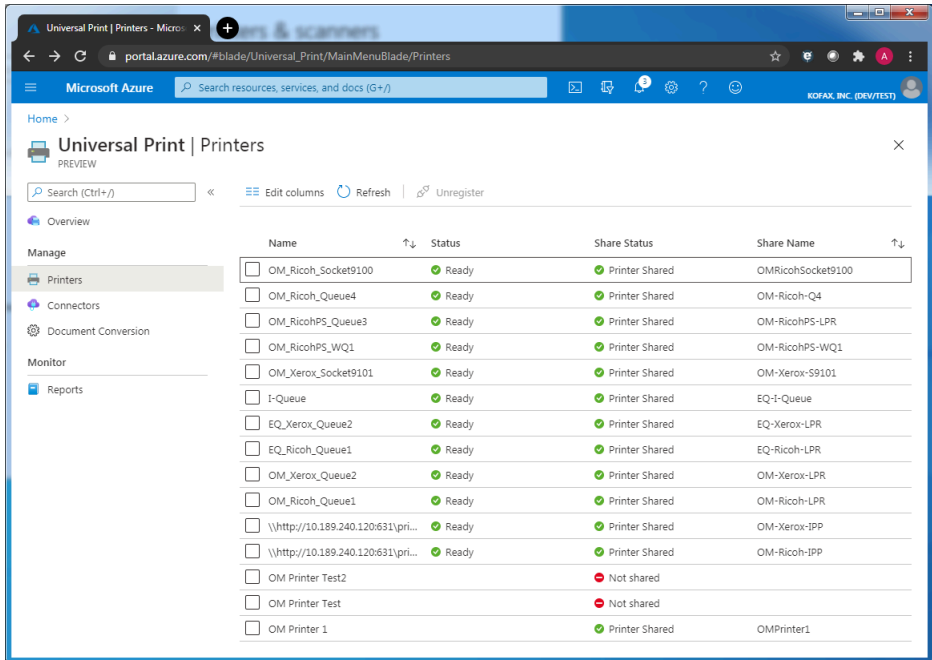 Universal Print | Printers - Micros
ers & scanners
portal.azure.com/#blade/Universal_Print/MainMenuBlade/Printers
A
Microsoft Azure
Search resources, services, and docs (G+/)
3
KOFAX, INC. (DEV/TEST)
Home >
Universal Print | Printers
PREVIEW
Search (Ctrl+/)
«
Edit columns
Refresh
Unregister
Overview
Manage
Printers
Connectors
Document Conversion
Monitor
Reports
Name Status Share Status Share Name
OM_Ricoh_Socket9100 Ready Printer Shared OMRicohSocket9100
OM_Ricoh_Queue4 Ready Printer Shared OM-Ricoh-Q4
OM_RicohPS_Queue3 Ready Printer Shared OM-RicohPS-LPR
OM_RicohPS_WQ1 Ready Printer Shared OM-RicohPS-WQ1
OM_Xerox_Socket9101 Ready Printer Shared OM-Xerox-S9101
I-Queue Ready Printer Shared EQ-I-Queue
EQ_Xerox_Queue2 Ready Printer Shared EQ-Xerox-LPR
EQ_Ricoh_Queue1 Ready Printer Shared EQ-Ricoh-LPR
OM_Xerox_Queue2 Ready Printer Shared OM-Xerox-LPR
OM_Ricoh_Queue1 Ready Printer Shared OM-Ricoh-LPR
\\http://10.189.240.120:631\pri... Ready Printer Shared OM-Xerox-IPP
\\http://10.189.240.120:631\pri... Ready Printer Shared OM-Ricoh-IPP
OM Printer Test2 Not shared
OM Printer Test Not shared
OM Printer 1 Printer Shared OMPrinter1